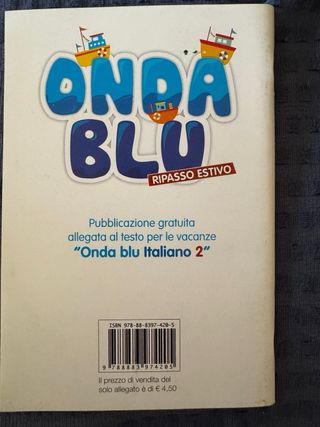 ONDA
BLU
RIPASSO ESTIVO
Pubblicazione gratuita
allegata al testo per le vacanze
“Onda blu Italiano 2”
ISBN 978-88-8397-420-5
9 788883 974205
Il prezzo di vendita del
solo allegato è di € 4,50